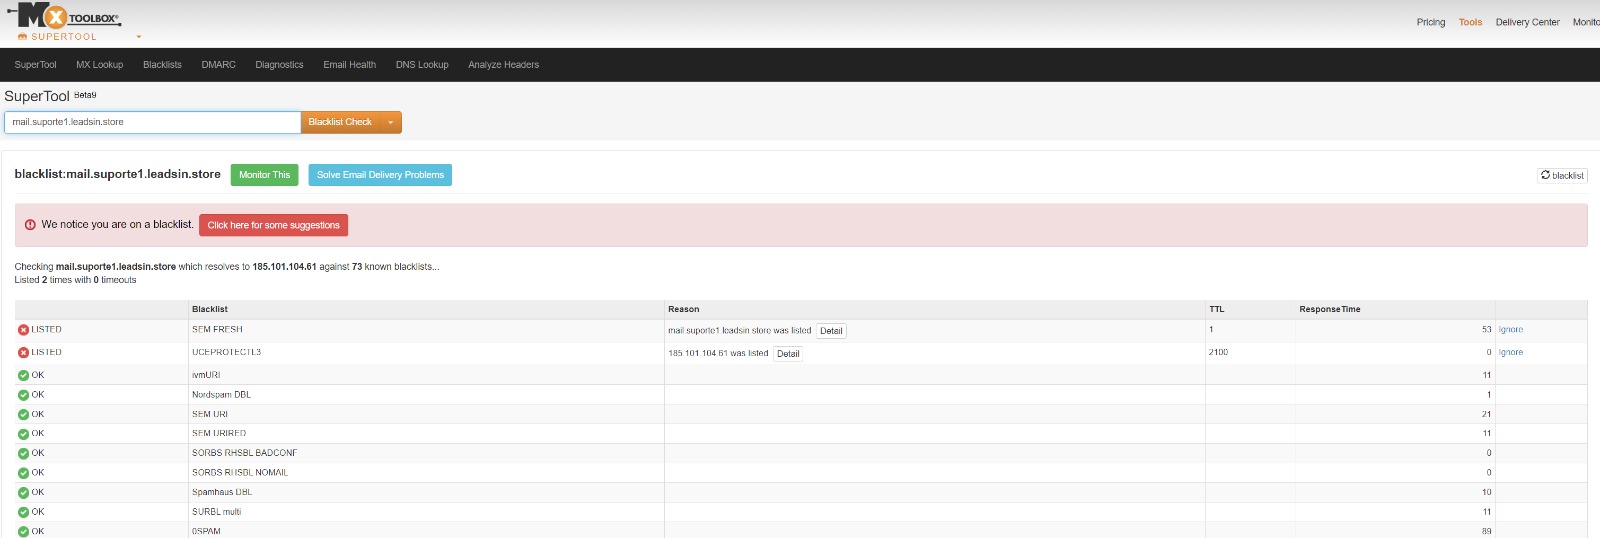 Mx TOOLBOX®
SUPERTOOL
Pricing Tools Delivery Center Monito
SuperTool MX Lookup Blacklists DMARC Diagnostics Email Health DNS Lookup Analyze Headers
SuperTool Beta9
mail.suporte1.leadsin.store Blacklist Check
blacklist:mail.suporte1.leadsin.store Monitor This Solve Email Delivery Problems blacklist
We notice you are on a blacklist. Click here for some suggestions
Checking mail.suporte1.leadsin.store which resolves to 185.101.104.61 against 73 known blacklists...
Listed 2 times with 0 timeouts
Blacklist Reason TTL ResponseTime
LISTED SEM FRESH mail.suporte1.leadsin.store was listed Detail 1 53 Ignore
LISTED UCEPROTECTL3 185.101.104.61 was listed Detail 2100 0 Ignore
OK ivmURI 11
OK Nordspam DBL 1
OK SEM URI 21
OK SEM URIRED 11
OK SORBS RHSBL BADCONF 0
OK SORBS RHSBL NOMAIL 0
OK Spamhaus DBL 10
OK SURBL multi 11
OK 0SPAM 89